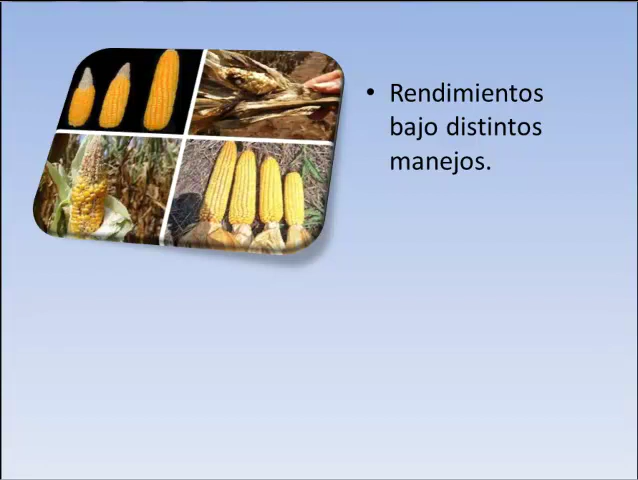 • Rendimientos
bajo distintos
manejos.